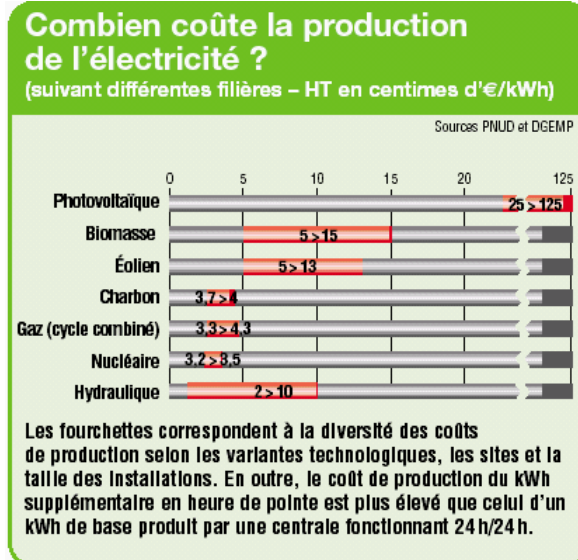 Combien coûte la production
de l'électricité ?
(suivant différentes filières – HT en centimes d'€/kWh)
Sources PNUD et DGEMP
0 5 10 15 20 125
Photovoltaïque 25 > 125
Biomasse 5 > 15
Éolien 5 > 13
Charbon 3,7 > 4
Gaz (cycle combiné) 3,3 > 4,3
Nucléaire 3.2 > 3,5
Hydraulique 2 > 10
Les fourchettes correspondent à la diversité des coûts
de production selon les variantes technologiques, les sites et la
taille des installations. En outre, le coût de production du kWh
supplémentaire en heure de pointe est plus élevé que celui d'un
kWh de base produit par une centrale fonctionnant 24 h/24 h.